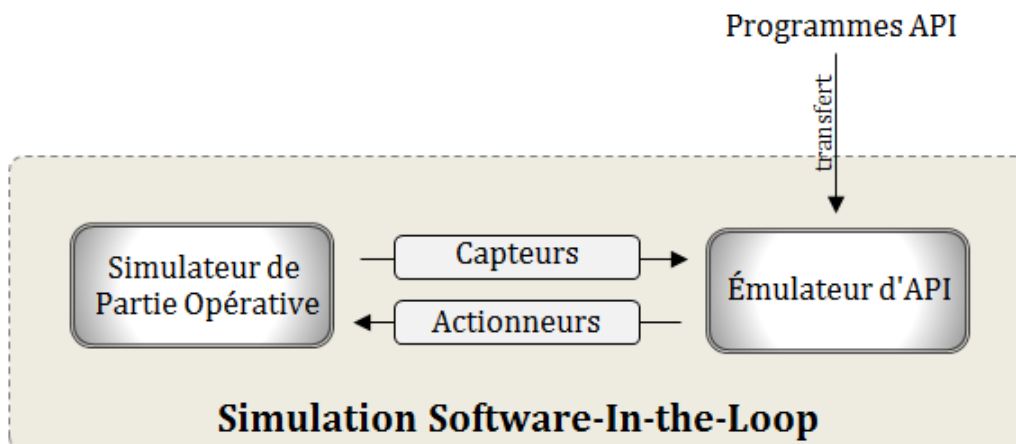 Programmes API
transfert
Simulateur de
Partie Opérative
Capteurs
Actionneurs
Émulateur d'API
Simulation Software-In-the-Loop